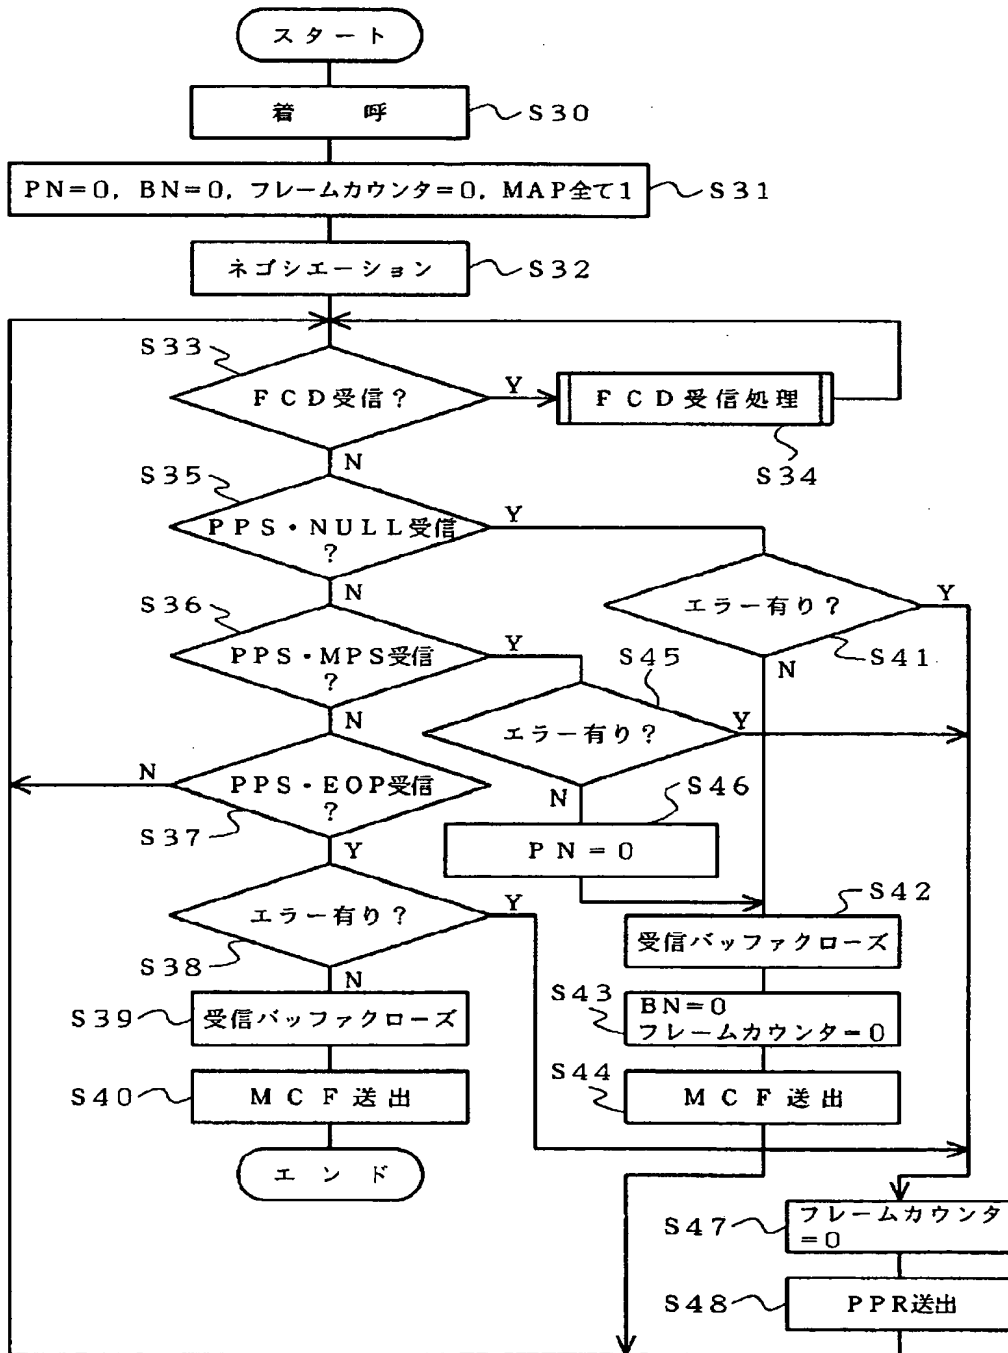 スタート
着 呼
S30
PN=0, BN=0, フレームカウンタ=0, MAP全て1
S31
ネゴシエーション
S32
S33
FCD受信?
Y
FCD受信処理
S34
N
S35
PPS・NULL受信
?
Y
N
エラー有り?
Y
S41
N
S36
PPS・MPS受信
?
Y
N
S45
エラー有り?
Y
N
S46
PN=0
N
PPS・EOP受信
?
S37
Y
エラー有り?
Y
S38
N
S42
受信バッファクローズ
S39
受信バッファクローズ
S43
BN=0
フレームカウンタ=0
S40
MCF送出
S44
MCF送出
エンド
S47
フレームカウンタ
=0
S48
PPR送出